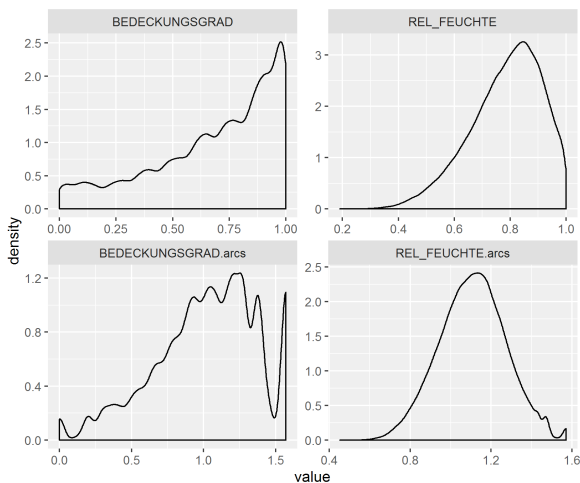 BEDECKUNGSGRAD
REL_FEUCHTE
2.5
2.0
1.5
1.0
0.5
0.0
0.00 0.25 0.50 0.75 1.00
3
2
1
0
0.2 0.4 0.6 0.8 1.0
density
BEDECKUNGSGRAD.arcs
REL_FEUCHTE.arcs
1.2
0.8
0.4
0.0
0.0 0.5 1.0 1.5
2.5
2.0
1.5
1.0
0.5
0.0
0.4 0.8 1.2 1.6
value